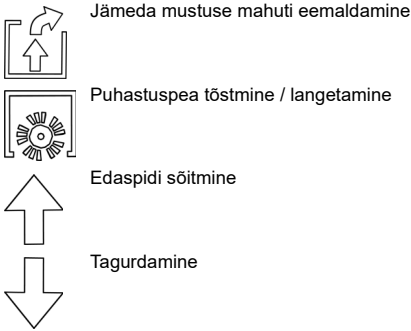 Jämeda mustuse mahuti eemaldamine
Puhastuspea tõstmine / langetamine
Edaspidi sõitmine
Tagurdamine